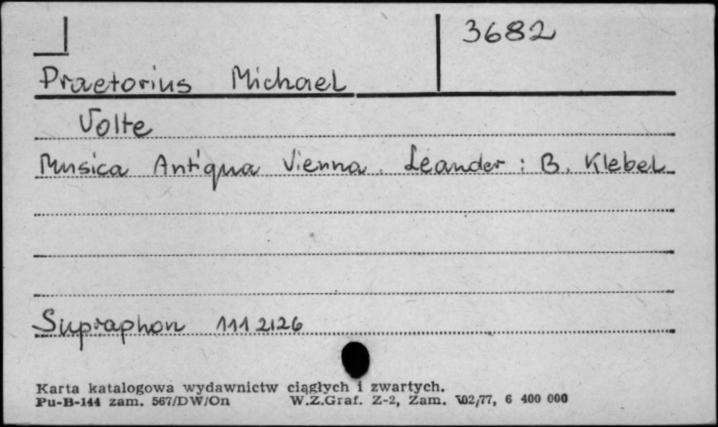 3682
Praetorius Michael
Volte
Musica Antiqua Vienna. Leander : B. Klebel
Supraphon 111 2126
Karta katalogowa wydawnictw ciągłych i zwartych.
Pu-B-144 zam. 567/DW/On W.Z.Graf. Z-2, Zam. 102/77, 6 400 000